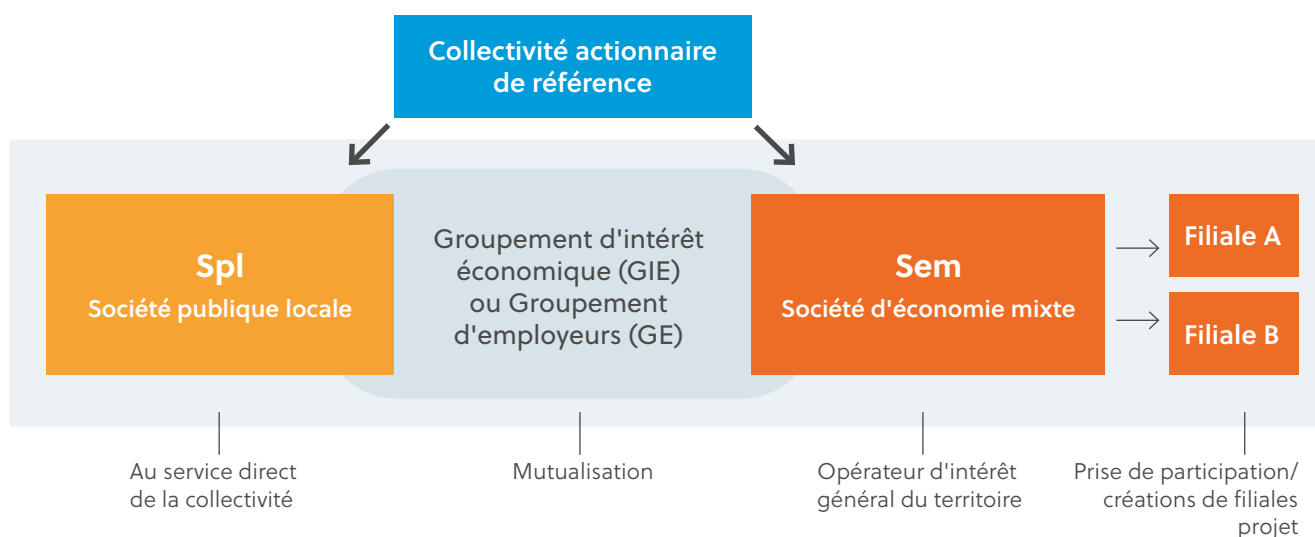 Collectivité actionnaire
de référence
Spl
Société publique locale
Groupement d'intérêt
économique (GIE)
ou Groupement
d'employeurs (GE)
Sem
Société d'économie mixte
Filiale A
Filiale B
Au service direct
de la collectivité
Mutualisation
Opérateur d'intérêt
général du territoire
Prise de participation/
créations de filiales
projet